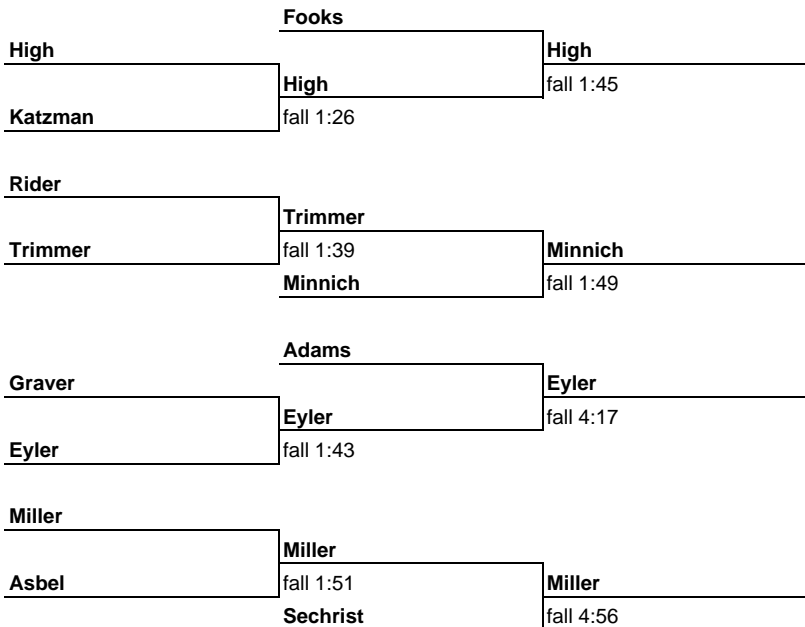 Fooks
High High
High fall 1:45
Katzman fall 1:26
Rider
Trimmer
Trimmer fall 1:39 Minnich
Minnich fall 1:49
Adams
Graver Eyler
Eyler fall 4:17
Eyler fall 1:43
Miller
Miller
Asbel fall 1:51 Miller
Sechrist fall 4:56